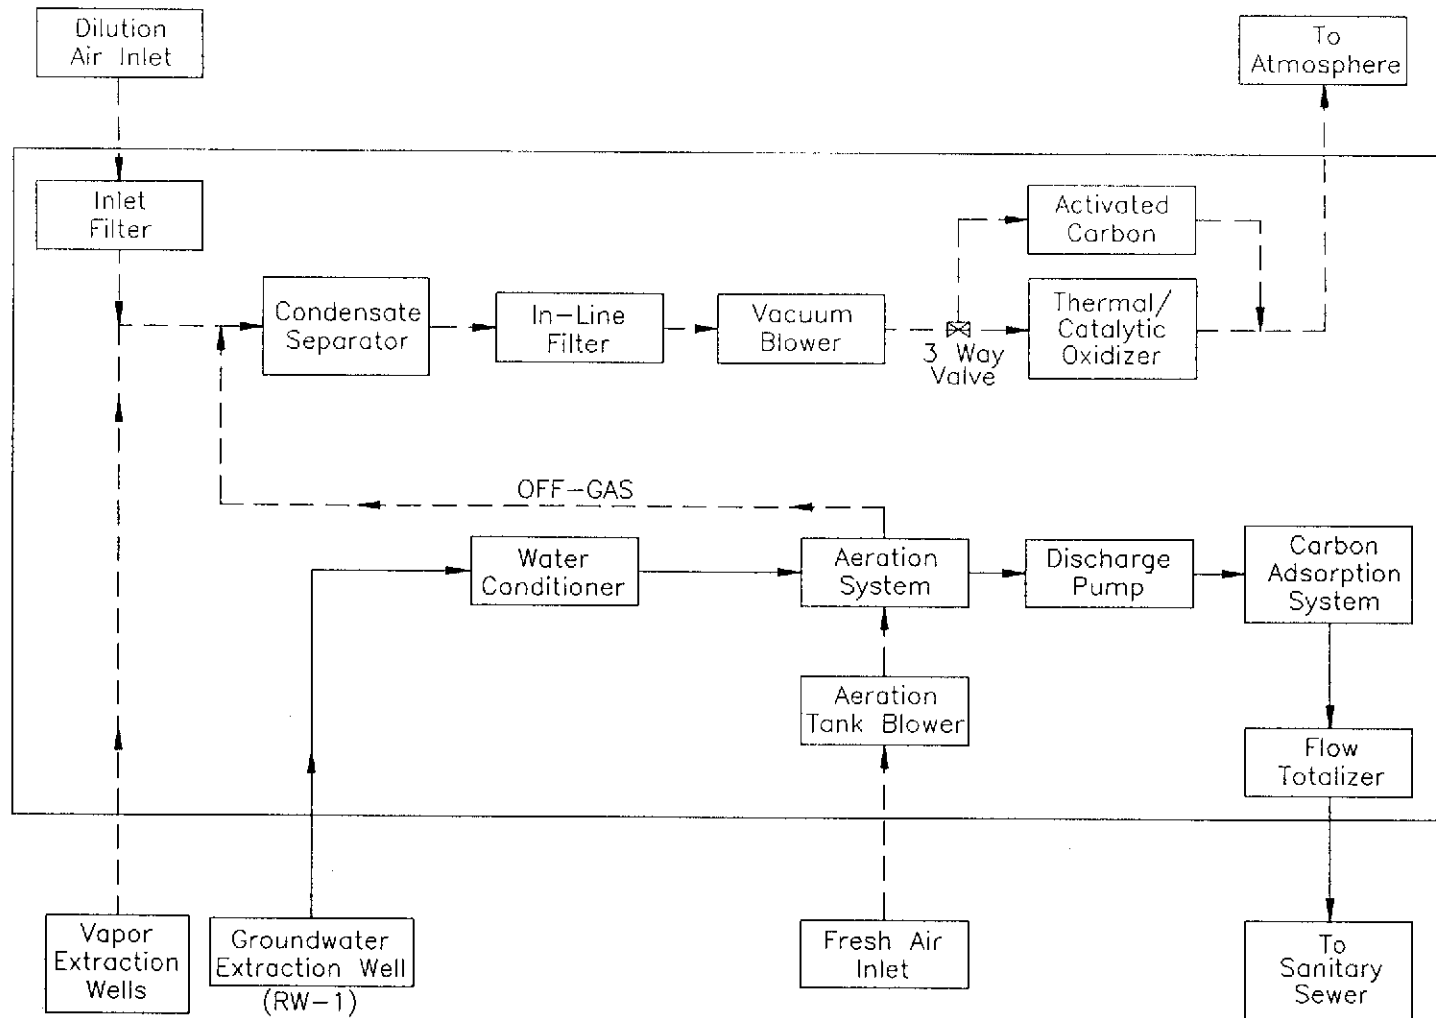 Dilution
Air Inlet
To
Atmosphere
Inlet
Filter
Activated
Carbon
Condensate
Separator
In-Line
Filter
Vacuum
Blower
3 Way
Valve
Thermal/
Catalytic
Oxidizer
OFF-GAS
Water
Conditioner
Aeration
System
Discharge
Pump
Carbon
Adsorption
System
Aeration
Tank Blower
Flow
Totalizer
Vapor
Extraction
Wells
Groundwater
Extraction Well
(RW-1)
Fresh Air
Inlet
To
Sanitary
Sewer